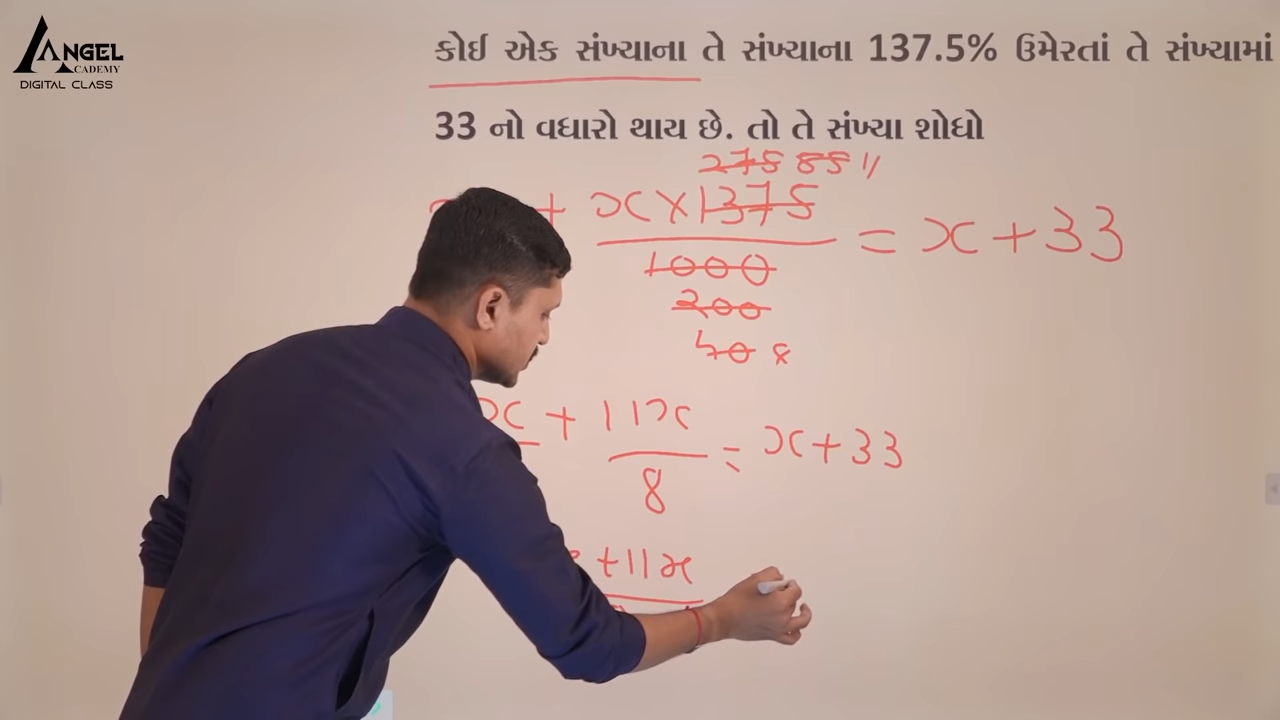 ANGEL
ACADEMY
DIGITAL CLASS
કોઈ એક સંખ્યાના તે સંખ્યાના 137.5% ઉમેરતાં તે સંખ્યામાં
33 નો વધારો થાય છે. તો તે સંખ્યા શોધો
275 55 11
+ x × 1375 = x + 33
1000
200
40 8
x + 11x = x + 33
8
+ 11x